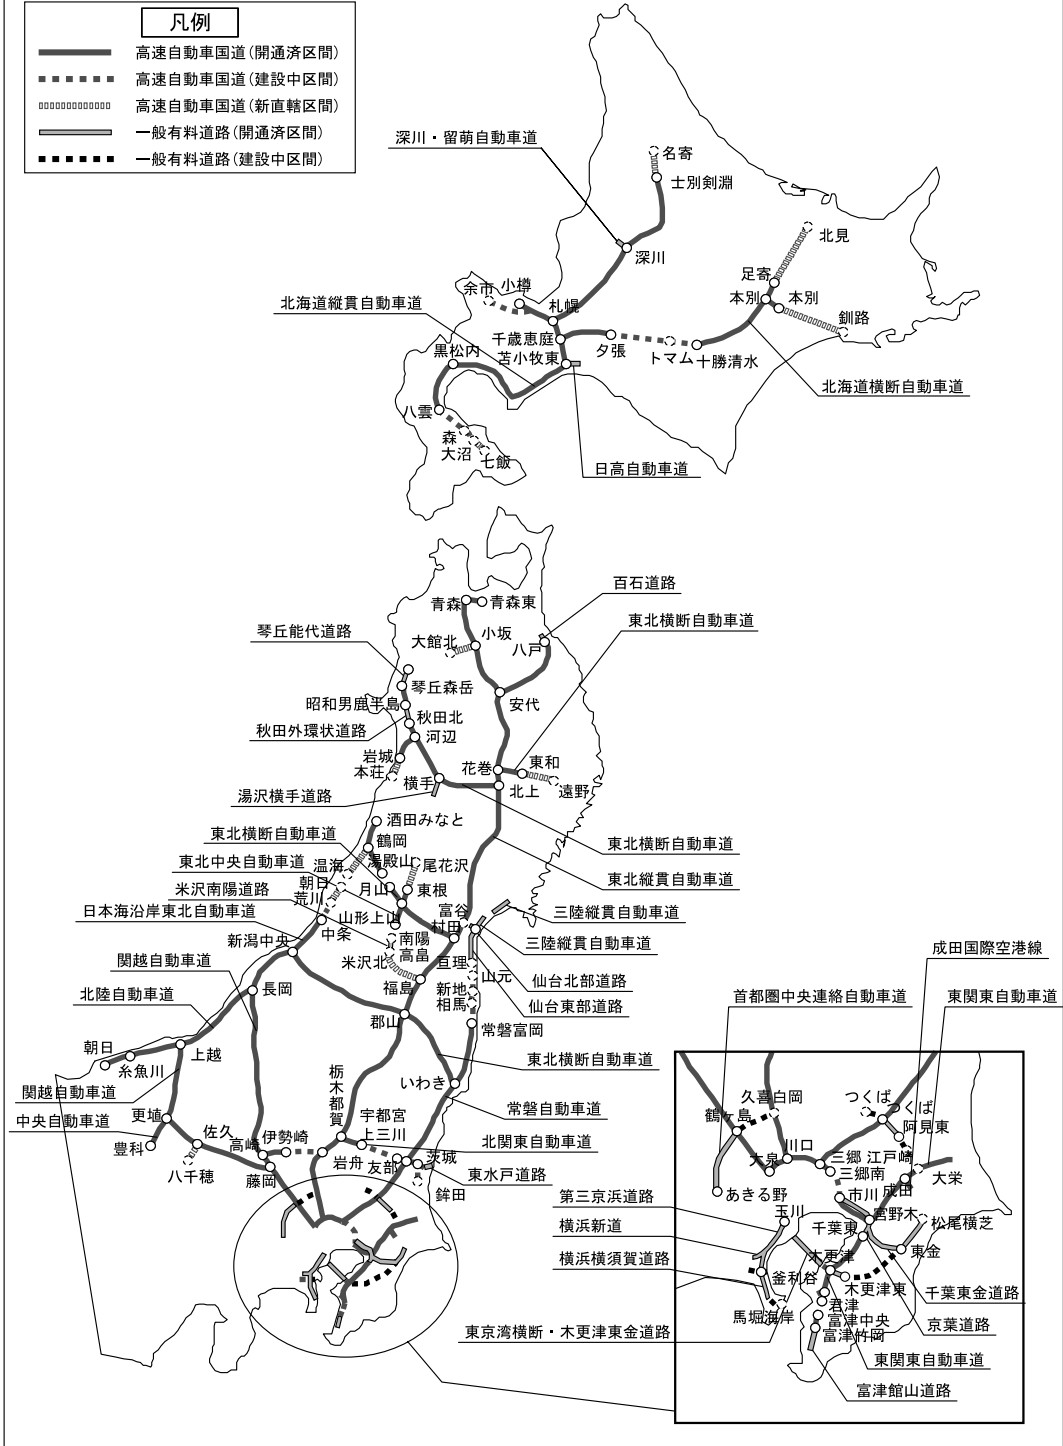 凡例
高速自動車国道(開通済区間)
高速自動車国道(建設中区間)
高速自動車国道(新直轄区間)
一般有料道路(開通済区間)
一般有料道路(建設中区間)
深川・留萌自動車道
名寄
士別剣淵
北見
深川
足寄
余市
小樽
本別
本別
北海道縦貫自動車道
札幌
釧路
千歳恵庭
黒松内
苫小牧東
夕張
トマム
十勝清水
北海道横断自動車道
八雲
森
大沼
七飯
日高自動車道
百石道路
青森
青森東
東北横断自動車道
琴丘能代道路
大館北
小坂
八戸
琴丘森岳
昭和男鹿半島
安代
秋田北
秋田外環状道路
河辺
岩城
本荘
花巻
東和
横手
北上
遠野
湯沢横手道路
酒田みなと
東北横断自動車道
鶴岡
東北横断自動車道
東北中央自動車道
温海
湯殿山
尾花沢
東北縦貫自動車道
米沢南陽道路
朝日
荒川
月山
東根
日本海沿岸東北自動車道
山形上山
富谷
村田
三陸縦貫自動車道
中条
新潟中央
南陽
高畠
三陸縦貫自動車道
成田国際空港線
関越自動車道
米沢北
亘理
山元
仙台北部道路
長岡
福島
新地
相馬
首都圏中央連絡自動車道
東関東自動車道
北陸自動車道
仙台東部道路
郡山
常磐富岡
朝日
上越
糸魚川
東北横断自動車道
栃木都賀
いわき
関越自動車道
久喜白岡
つくば
つくば
更埴
宇都宮
上三川
常磐自動車道
鶴ヶ島
阿見東
中央自動車道
佐久
高崎
伊勢崎
北関東自動車道
川口
豊科
岩舟
友部
茨城
大泉
三郷
江戸崎
三郷南
八千穂
藤岡
東水戸道路
大栄
鉾田
あきる野
市川
成田
第三京浜道路
玉川
宮野木
松尾横芝
横浜新道
千葉東
東金
横浜横須賀道路
木更津
釜利谷
木更津東
千葉東金道路
馬堀海岸
君津
富津中央
京葉道路
東京湾横断・木更津東金道路
富津竹岡
東関東自動車道
富津館山道路